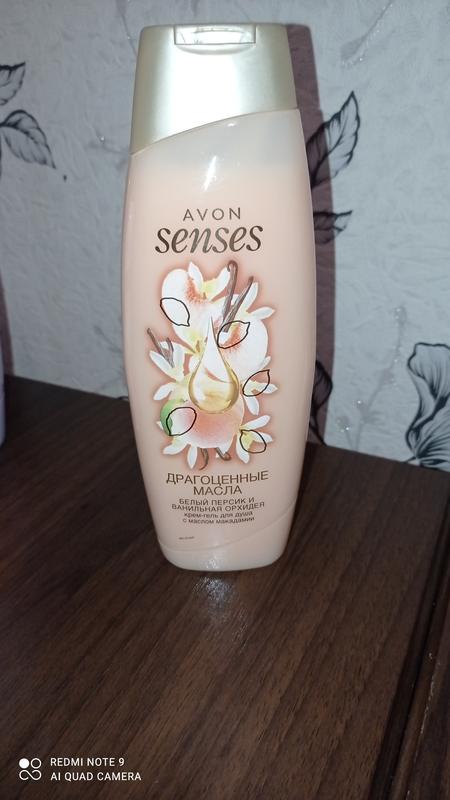 AVON
senses
ДРАГОЦЕННЫЕ
МАСЛА
БЕЛЫЙ ПЕРСИК И
ВАНИЛЬНАЯ ОРХИДЕЯ
крем-гель для душа
с маслом макадамии
REDMI NOTE 9
AI QUAD CAMERA